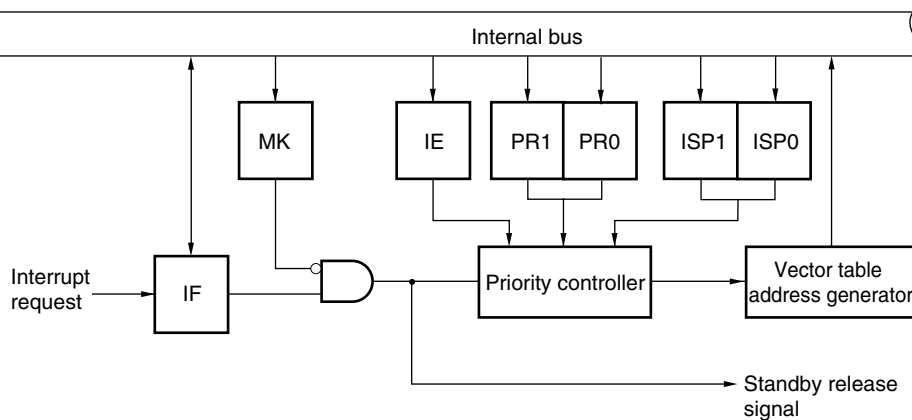 Internal bus
MK
IE
PR1
PR0
ISP1
ISP0
Interrupt
request
IF
Priority controller
Vector table
address generator
Standby release
signal